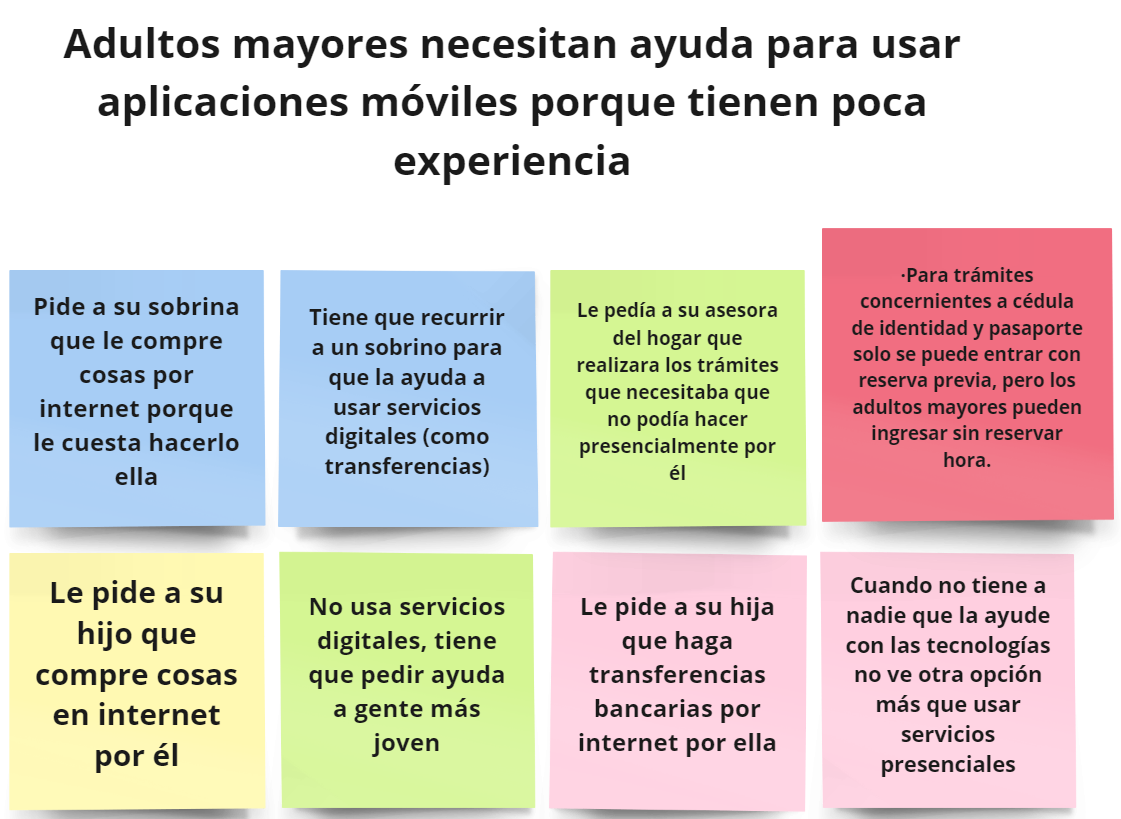 Adultos mayores necesitan ayuda para usar
aplicaciones móviles porque tienen poca
experiencia
Pide a su sobrina
que le compre
cosas por
internet porque
le cuesta hacerlo
ella
Tiene que recurrir
a un sobrino para
que la ayuda a
usar servicios
digitales (como
transferencias)
Le pedía a su asesora
del hogar que
realizara los trámites
que necesitaba que
no podía hacer
presencialmente por
él
·Para trámites
concernientes a cédula
de identidad y pasaporte
solo se puede entrar con
reserva previa, pero los
adultos mayores pueden
ingresar sin reservar
hora.
Le pide a su
hijo que
compre cosas
en internet
por él
No usa servicios
digitales, tiene
que pedir ayuda
a gente más
joven
Le pide a su hija
que haga
transferencias
bancarias por
internet por ella
Cuando no tiene a
nadie que la ayude
con las tecnologías
no ve otra opción
más que usar
servicios
presenciales